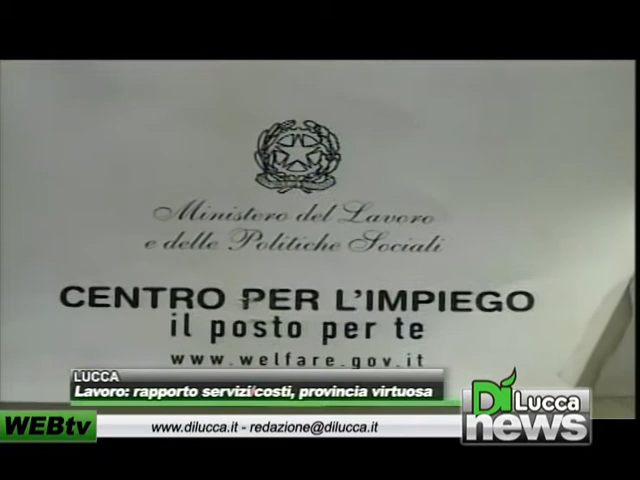 Ministero del Lavoro
e delle Politiche Sociali
CENTRO PER L'IMPIEGO
il posto per te
www.welfare.gov.it
LUCCA
Lavoro: rapporto servizi/costi, provincia virtuosa
WEBtv
www.dilucca.it - redazione@dilucca.it
Dì Lucca
news